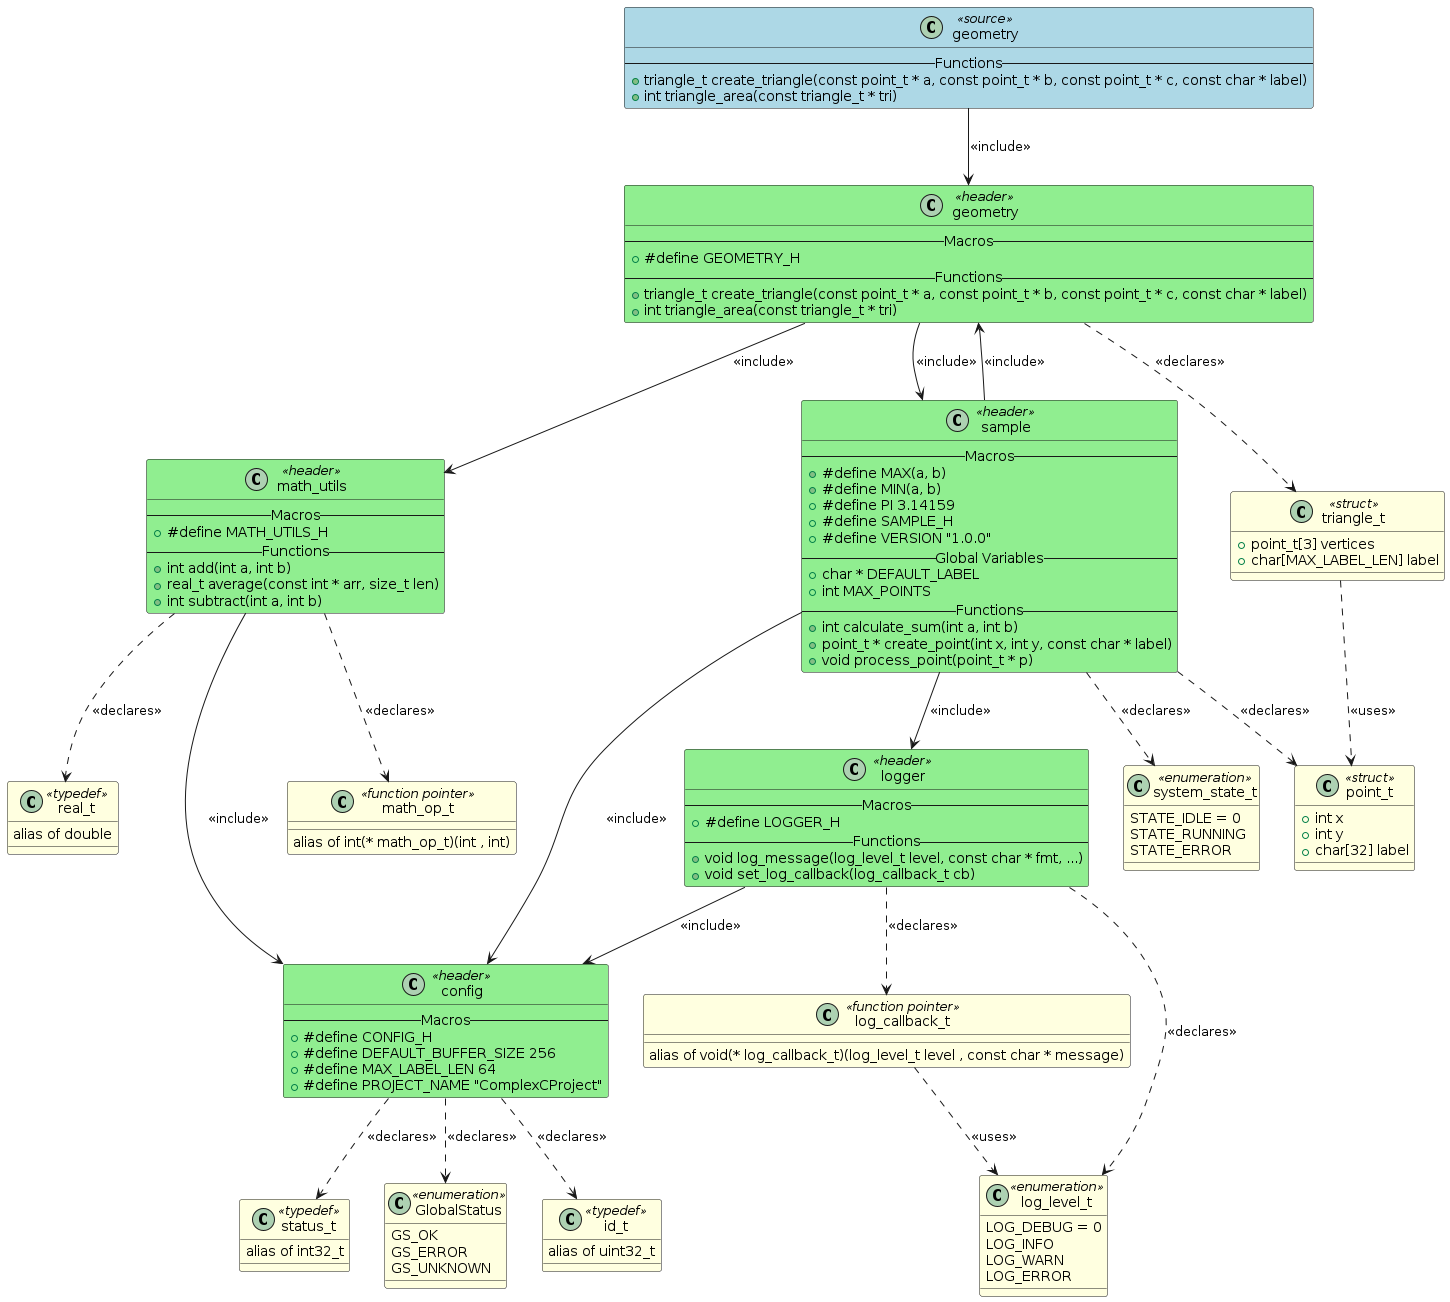 «source»
geometry
Functions
triangle_t create_triangle(const point_t * a, const point_t * b, const point_t * c, const char * label)
int triangle_area(const triangle_t * tri)
«include»
«header»
geometry
Macros
#define GEOMETRY_H
Functions
triangle_t create_triangle(const point_t * a, const point_t * b, const point_t * c, const char * label)
int triangle_area(const triangle_t * tri)
«include»
«include»
«include»
«declares»
«header»
sample
Macros
#define MAX(a, b)
#define MIN(a, b)
#define PI 3.14159
#define SAMPLE_H
#define VERSION "1.0.0"
Global Variables
char * DEFAULT_LABEL
int MAX_POINTS
Functions
int calculate_sum(int a, int b)
point_t * create_point(int x, int y, const char * label)
void process_point(point_t * p)
«header»
math_utils
Macros
#define MATH_UTILS_H
Functions
int add(int a, int b)
real_t average(const int * arr, size_t len)
int subtract(int a, int b)
«struct»
triangle_t
point_t[3] vertices
char[MAX_LABEL_LEN] label
«declares»
«declares»
«include»
«declares»
«declares»
«uses»
«typedef»
real_t
alias of double
«include»
«function pointer»
math_op_t
alias of int(* math_op_t)(int , int)
«include»
«header»
logger
Macros
#define LOGGER_H
Functions
void log_message(log_level_t level, const char * fmt, ...)
void set_log_callback(log_callback_t cb)
«enumeration»
system_state_t
STATE_IDLE = 0
STATE_RUNNING
STATE_ERROR
«struct»
point_t
int x
int y
char[32] label
«include»
«declares»
«declares»
«header»
config
Macros
#define CONFIG_H
#define DEFAULT_BUFFER_SIZE 256
#define MAX_LABEL_LEN 64
#define PROJECT_NAME "ComplexCProject"
«function pointer»
log_callback_t
alias of void(* log_callback_t)(log_level_t level , const char * message)
«declares»
«declares»
«declares»
«uses»
«typedef»
status_t
alias of int32_t
«enumeration»
GlobalStatus
GS_OK
GS_ERROR
GS_UNKNOWN
«typedef»
id_t
alias of uint32_t
«enumeration»
log_level_t
LOG_DEBUG = 0
LOG_INFO
LOG_WARN
LOG_ERROR